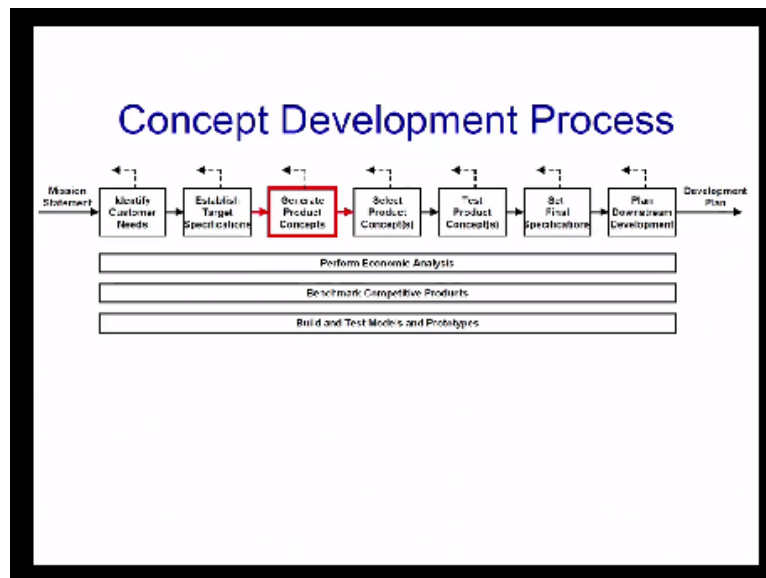 Concept Development Process
Mission
Statement
Identify
Customer
Needs
Establish
Target
Specifications
Generate
Product
Concepts
Select
Product
Concept(s)
Test
Product
Concept(s)
Set
Final
Specifications
Plan
Downstream
Development
Development
Plan
Perform Economic Analysis
Benchmark Competitive Products
Build and Test Models and Prototypes